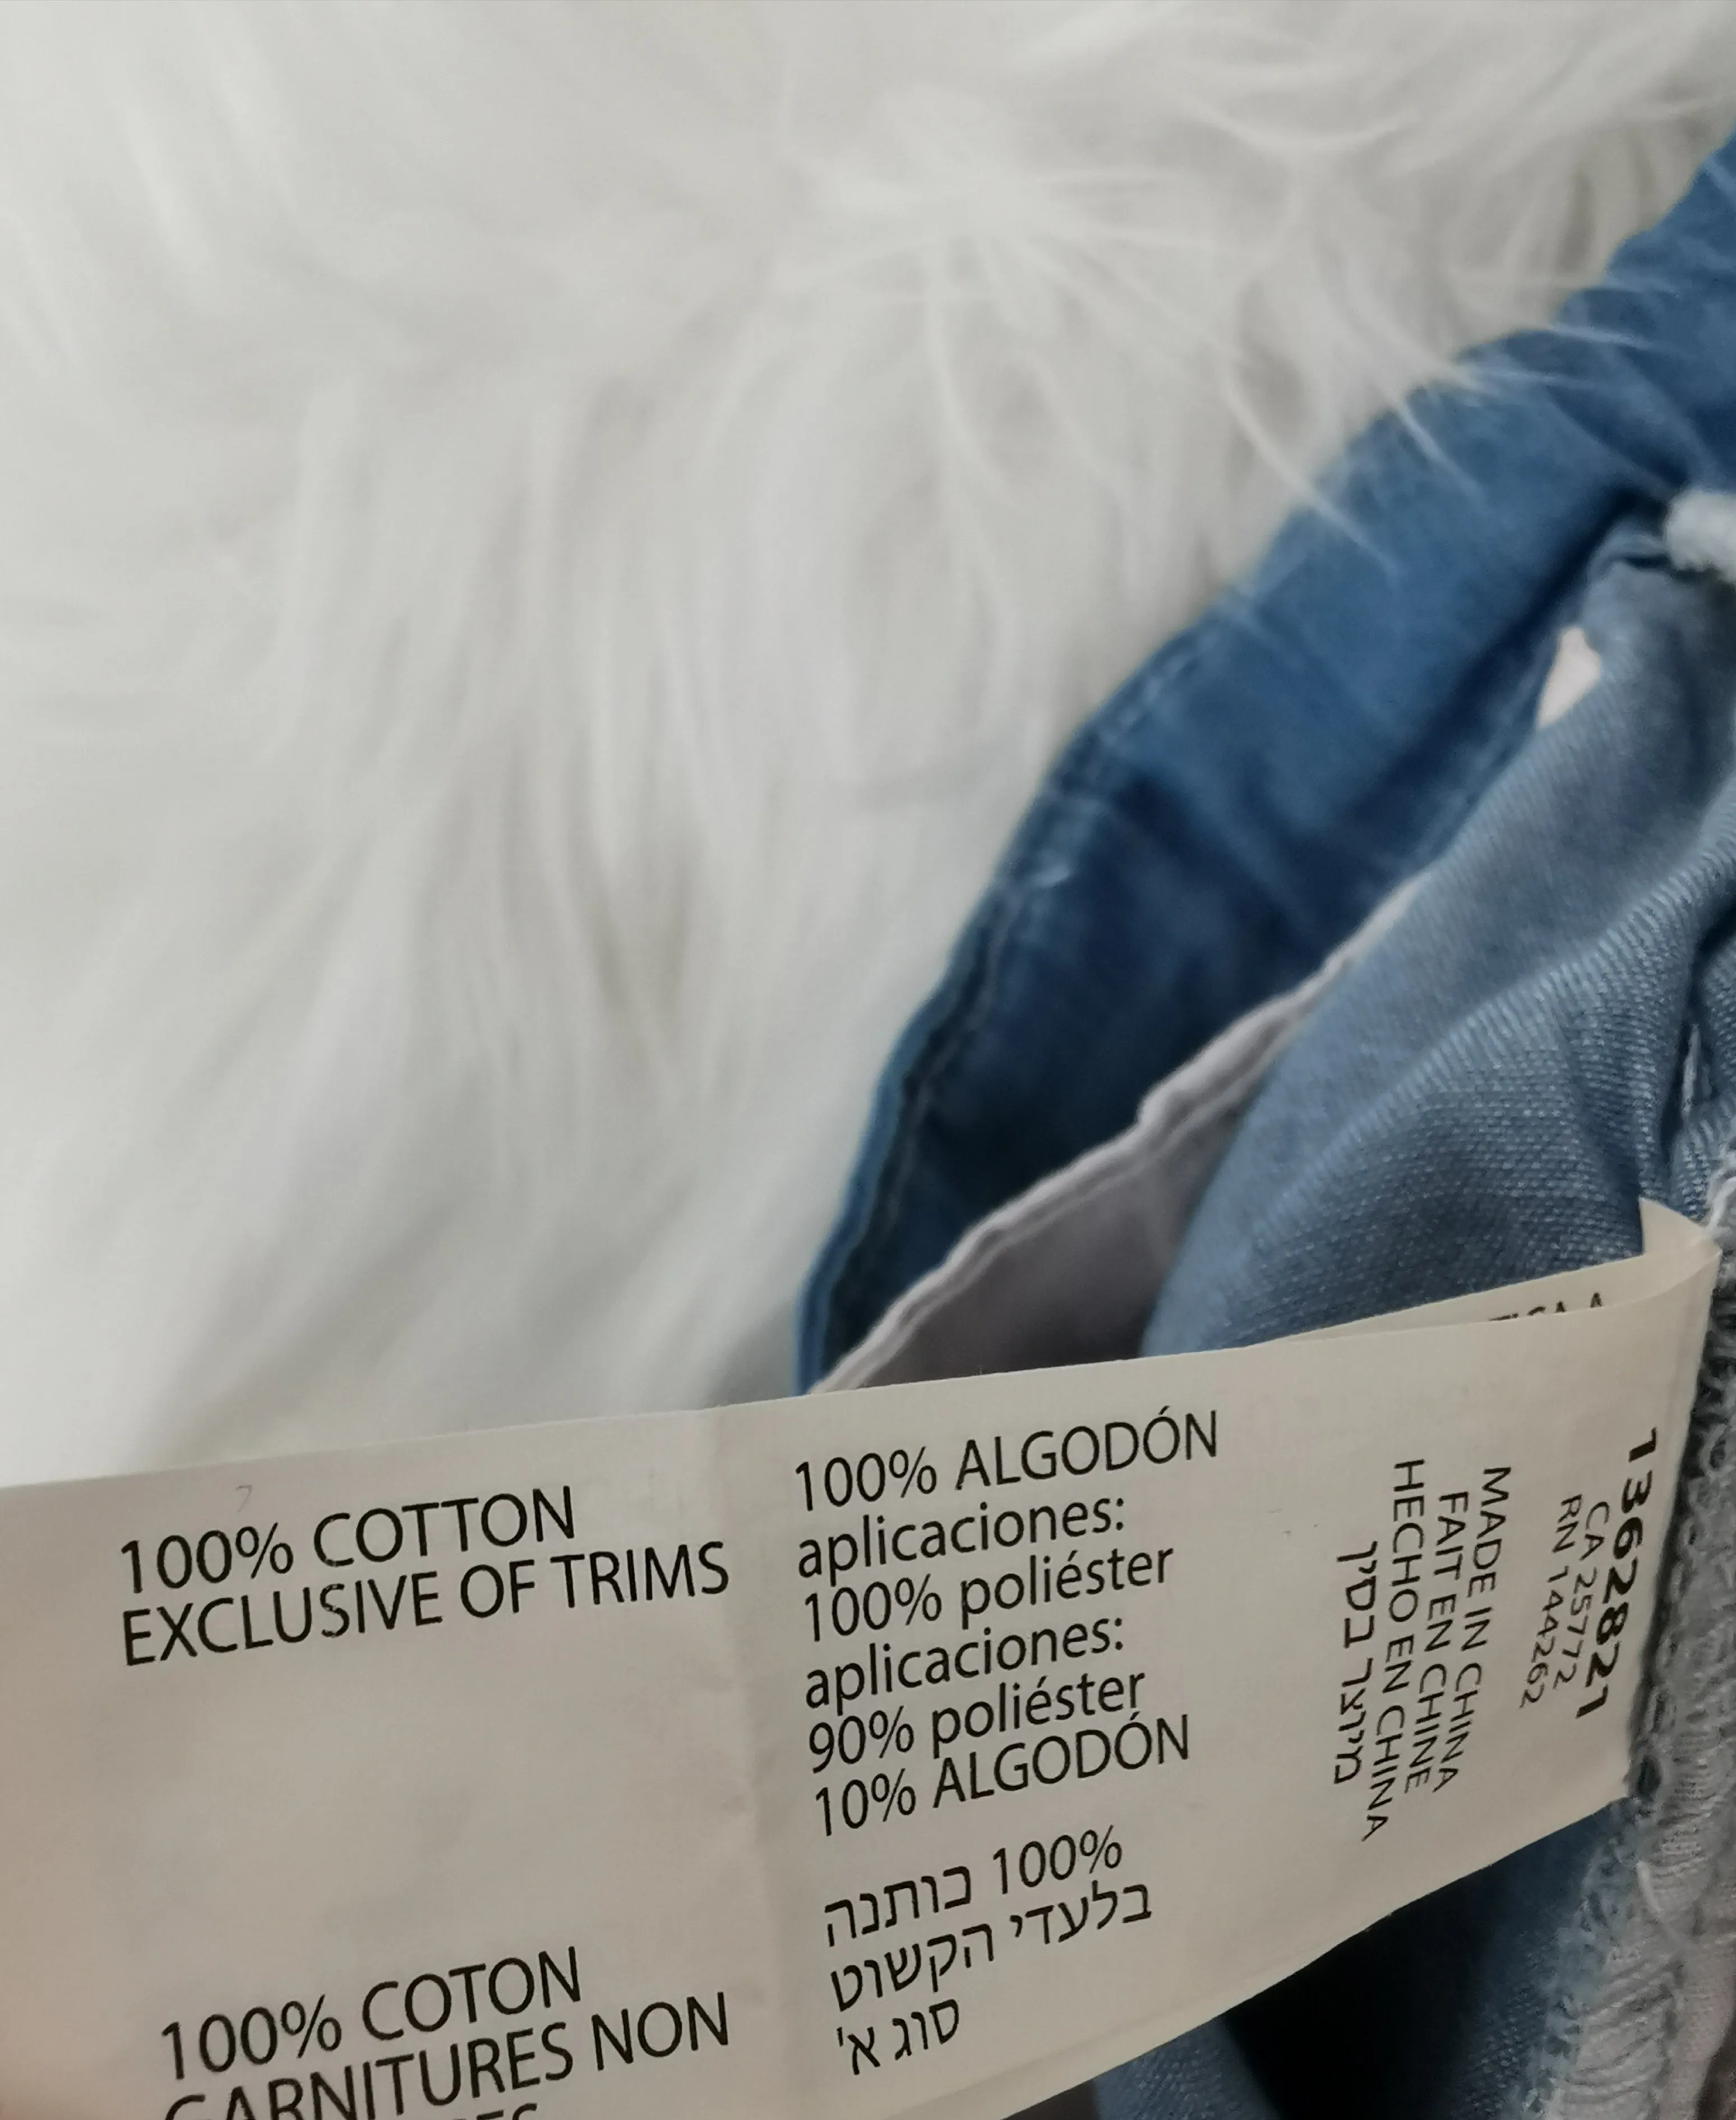 100% COTTON
EXCLUSIVE OF TRIMS
100% COTON
GARNITURES NON
100% ALGODÓN
aplicaciones:
100% poliéster
aplicaciones:
90% poliéster
10% ALGODÓN
100% כותנה
בלעדי הקשוט
סוג א'
1362821
CA 25772
RN 144262
MADE IN CHINA
FAIT EN CHINE
HECHO EN CHINA
מיוצר בסין